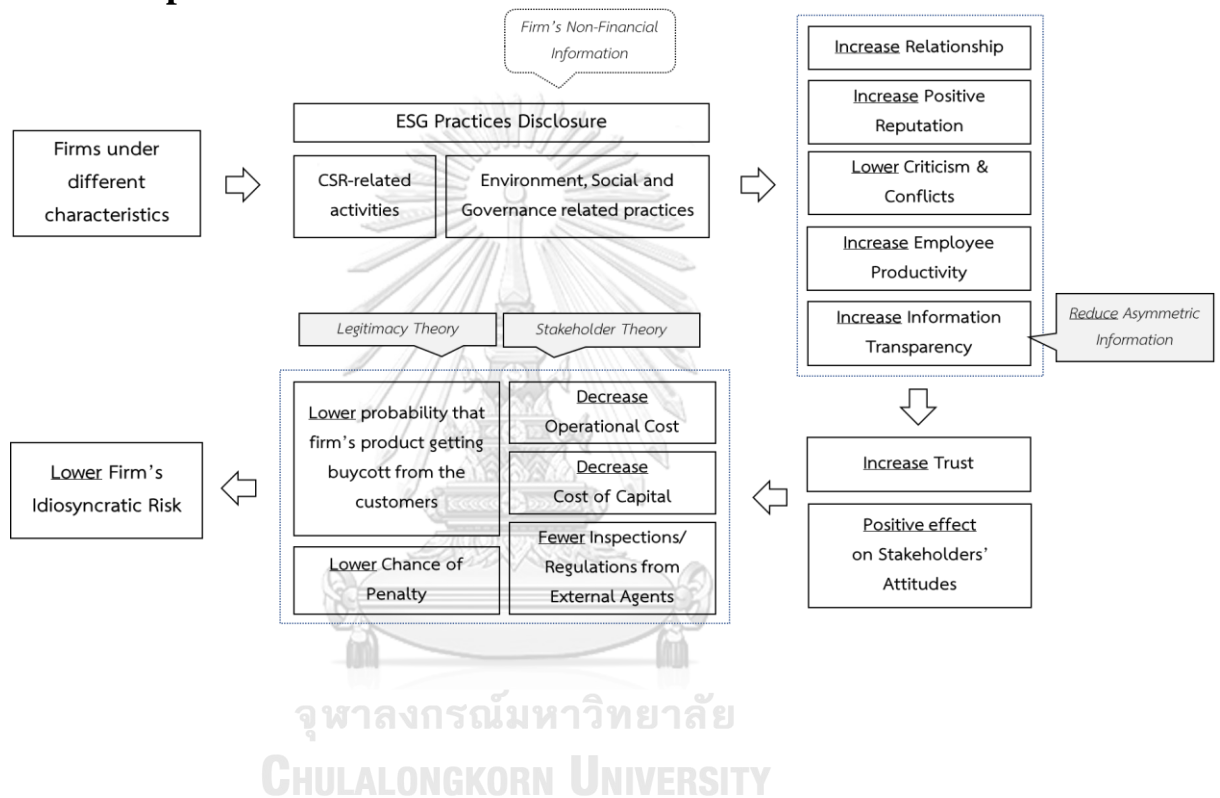 Firm's Non-Financial
Information
ESG Practices Disclosure
Firms under
different
characteristics
CSR-related
activities
Environment, Social and
Governance related practices
Increase Relationship
Increase Positive
Reputation
Lower Criticism &
Conflicts
Increase Employee
Productivity
Increase Information
Transparency
Reduce Asymmetric
Information
Legitimacy Theory
Stakeholder Theory
Increase Trust
Positive effect
on Stakeholders'
Attitudes
Lower probability that
firm's product getting
buycott from the
customers
Decrease
Operational Cost
Decrease
Cost of Capital
Lower Chance of
Penalty
Fewer Inspections/
Regulations from
External Agents
Lower Firm's
Idiosyncratic Risk
จุฬาลงกรณ์มหาวิทยาลัย
CHULALONGKORN UNIVERSITY